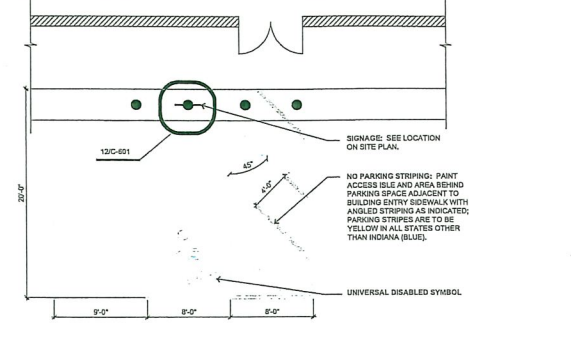 SIGNAGE: SEE LOCATION
ON SITE PLAN.
12/C-601
45°
4'-0"
NO PARKING STRIPING: PAINT
ACCESS ISLE AND AREA BEHIND
PARKING SPACE ADJACENT TO
BUILDING ENTRY SIDEWALK WITH
ANGLED STRIPING AS INDICATED;
PARKING STRIPES ARE TO BE
YELLOW IN ALL STATES OTHER
THAN INDIANA (BLUE).
20'-0"
UNIVERSAL DISABLED SYMBOL
9'-0"
8'-0"
8'-0"